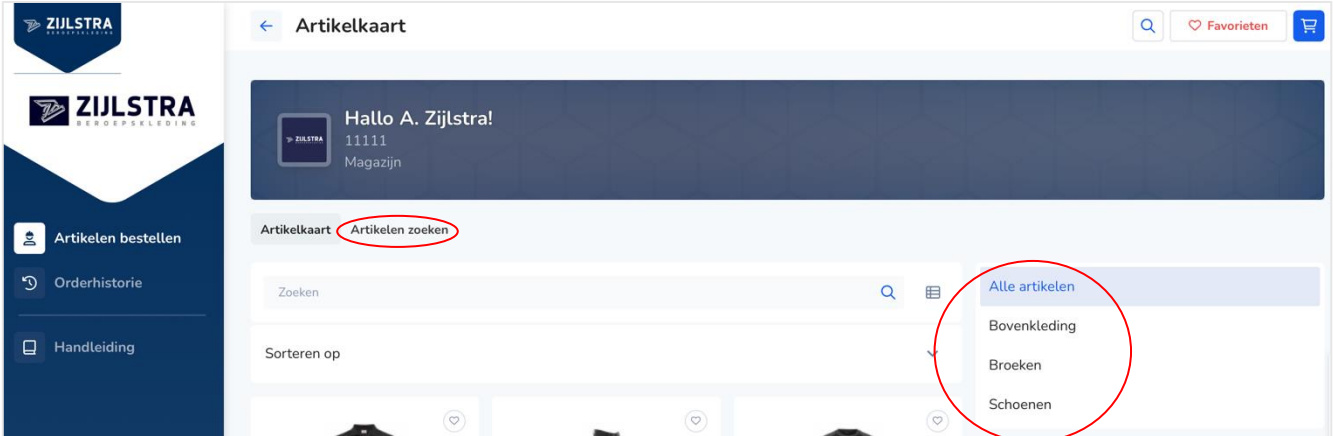 ZIJLSTRA
BEROEPSKLEDING
ZIJLSTRA
BEROEPSKLEDING
Artikelen bestellen
Orderhistorie
Handleiding
Artikelkaart
Favorieten
ZIJLSTRA
Hallo A. Zijlstra!
11111
Magazijn
Artikelkaart Artikelen zoeken
Zoeken
Sorteren op
Alle artikelen
Bovenkleding
Broeken
Schoenen